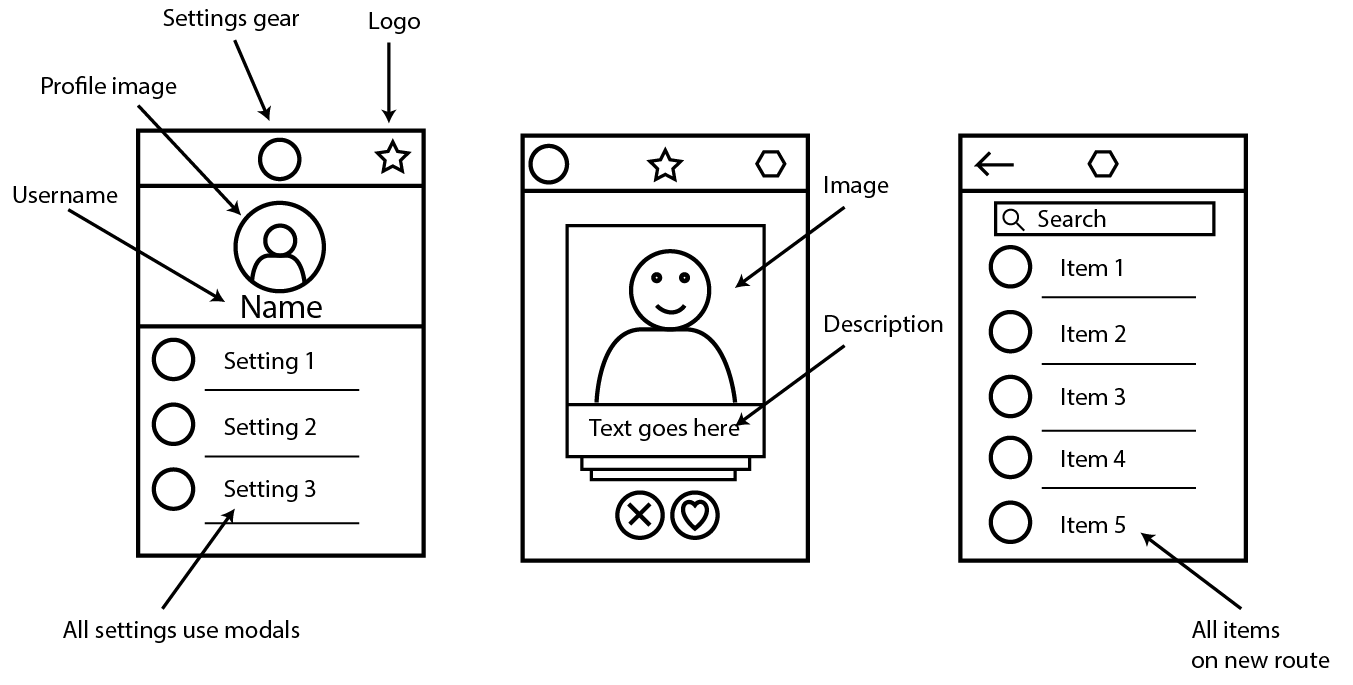 Settings gear
Logo
Profile image
Username
Name
Setting 1
Setting 2
Setting 3
All settings use modals
Image
Description
Text goes here
Search
Item 1
Item 2
Item 3
Item 4
Item 5
All items
on new route